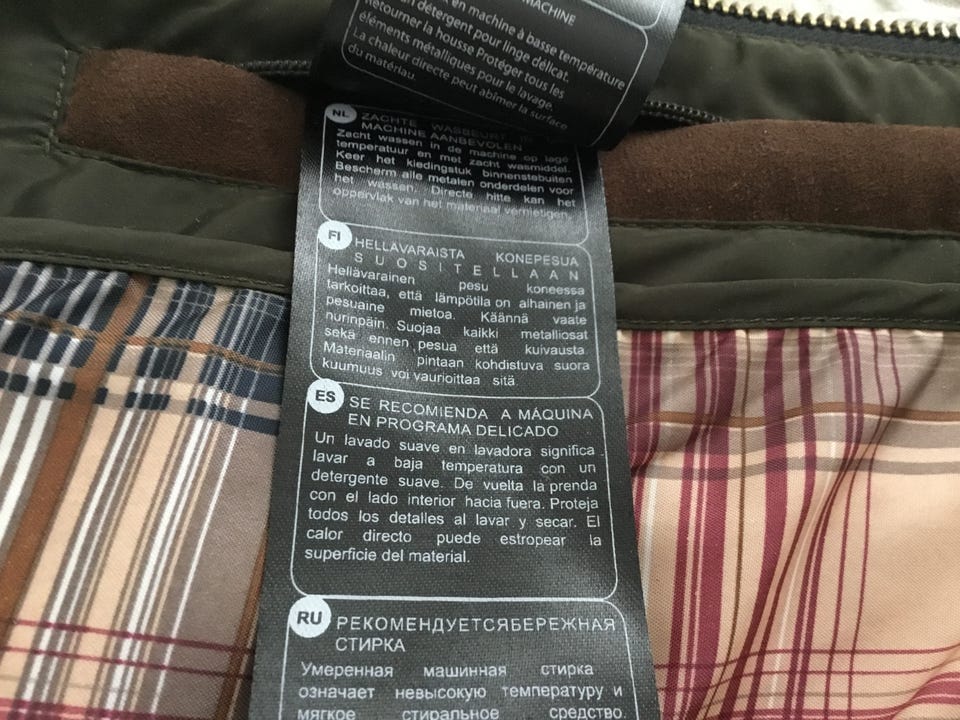 MACHINE
en machine à basse température
un détergent pour linge délicat.
Retourner la housse Protéger tous les
éléments métalliques pour le lavage.
La chaleur directe peut abîmer la surface
du matériau.
NL ZACHTE WASBEURT
MACHINE AANBEVOLEN
Zacht wassen in de machine op lage
temperatuur en met zacht wasmiddel.
Keer het kledingstuk binnenstebuiten
Bescherm alle metalen onderdelen voor
het wassen. Directe hitte kan het
oppervlak van het materiaal vernietigen.
FI HELLÄVARAISTA KONEPESUA
SUOSITELLAAN
Hellävarainen pesu koneessa
tarkoittaa, että lämpötila on alhainen ja
pesuaine mietoa. Käännä vaate
nurinpäin. Suojaa kaikki metalliosat
sekä ennen pesua että kuivausta.
Materiaalin pintaan kohdistuva suora
kuumuus voi vaurioittaa sitä
ES SE RECOMIENDA A MÁQUINA
EN PROGRAMA DELICADO
Un lavado suave en lavadora significa
lavar a baja temperatura con un
detergente suave. De vuelta la prenda
con el lado interior hacia fuera. Proteja
todos los detalles al lavar y secar. El
calor directo puede estropear la
superficie del material.
RU РЕКОМЕНДУЕТСЯБЕРЕЖНАЯ
СТИРКА
Умеренная машинная стирка
означает невысокую температуру и
мягкое стиральное средство.